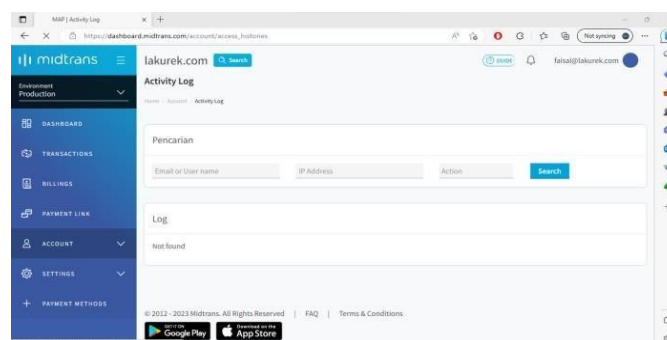 MAP | Activity Log
https://dashboard.midtrans.com/account/access_histories
Not syncing
midtrans
lakurek.com
Search
GUIDE
faisal@lakurek.com
Environment
Production
Activity Log
Home
Account
Activity Log
DASHBOARD
TRANSACTIONS
BILLINGS
PAYMENT LINK
ACCOUNT
SETTINGS
PAYMENT METHODS
Pencarian
Email or User name
IP Address
Action
Search
Log
Not found
© 2012 - 2023 Midtrans. All Rights Reserved | FAQ | Terms & Conditions
GET IT ON
Google Play
Download on the
App Store